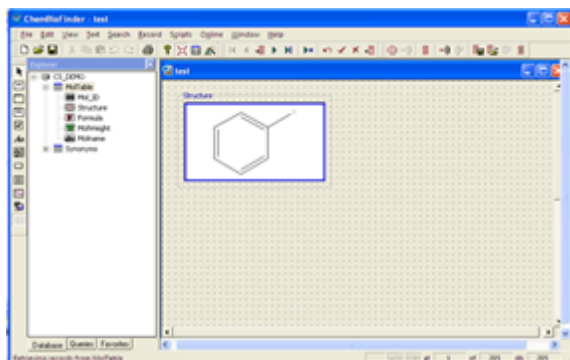 ChemBioFinder - test
File Edit View Text Search Record Scripts Online Window Help
Explorer
CS_DEMO
MolTable
Mol_ID
Structure
Formula
Molweight
Molname
Synonyms
test
Structure
Database Queries Favorites
Retrieving records from MolTable